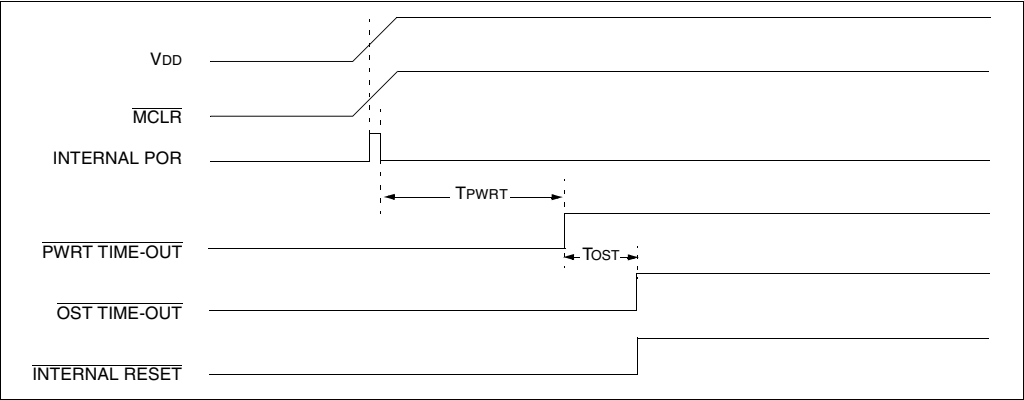 VDD
MCLR
INTERNAL POR
TPWRT
PWRT TIME-OUT
TOST
OST TIME-OUT
INTERNAL RESET